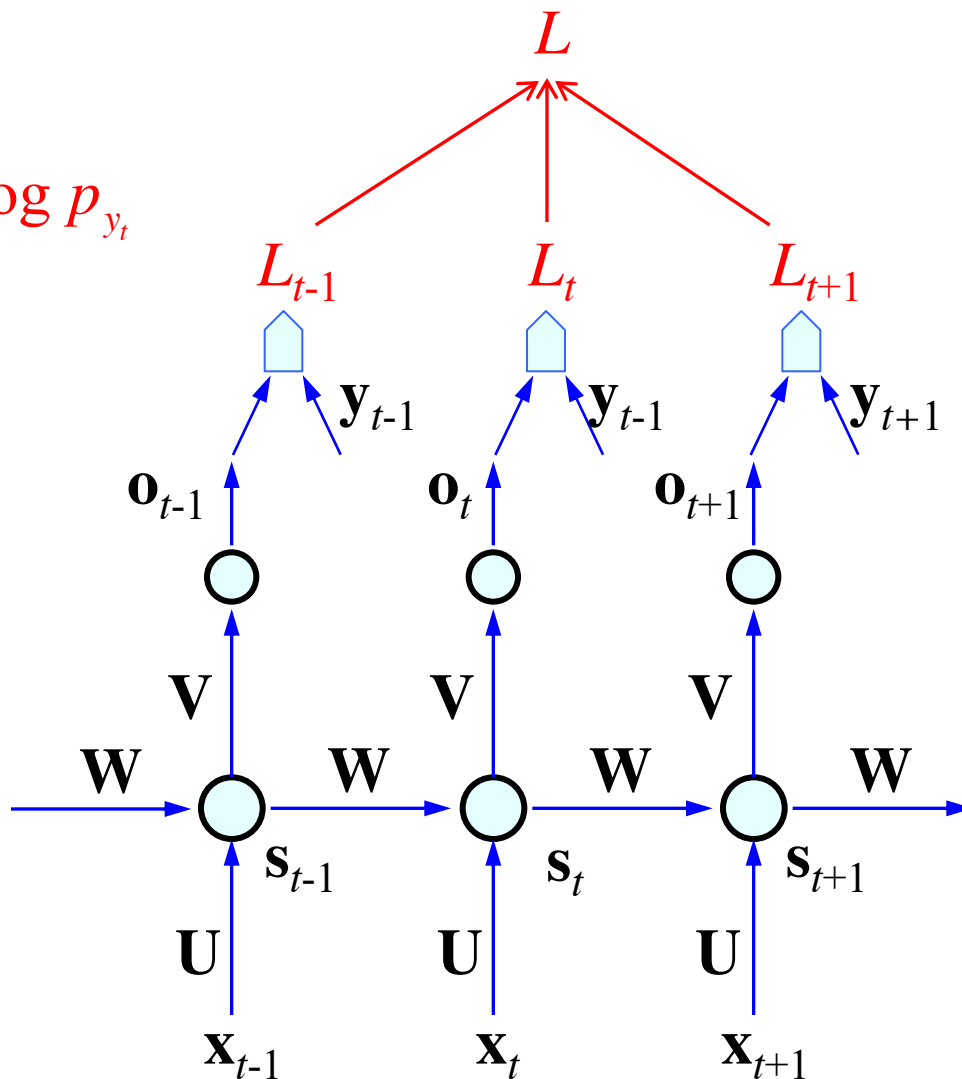 L
og p_{y_t}
L_{t-1} L_t L_{t+1}
y_{t-1} y_{t-1} y_{t+1}
o_{t-1} o_t o_{t+1}
V V V
W W W W
s_{t-1} s_t s_{t+1}
U U U
x_{t-1} x_t x_{t+1}